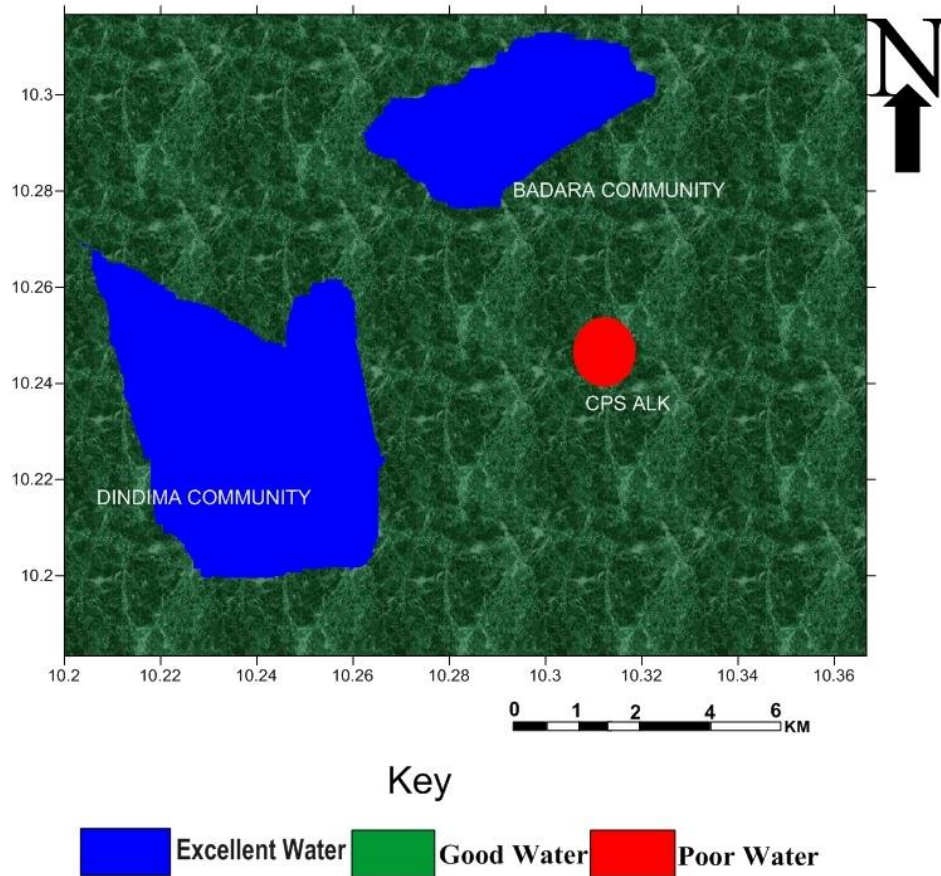 N
10.3
BADARA COMMUNITY
10.28
10.26
10.24
CPS ALK
10.22
DINDIMA COMMUNITY
10.2
10.2 10.22 10.24 10.26 10.28 10.3 10.32 10.34 10.36
0 1 2 4 6
KM
Key
Excellent Water Good Water Poor Water